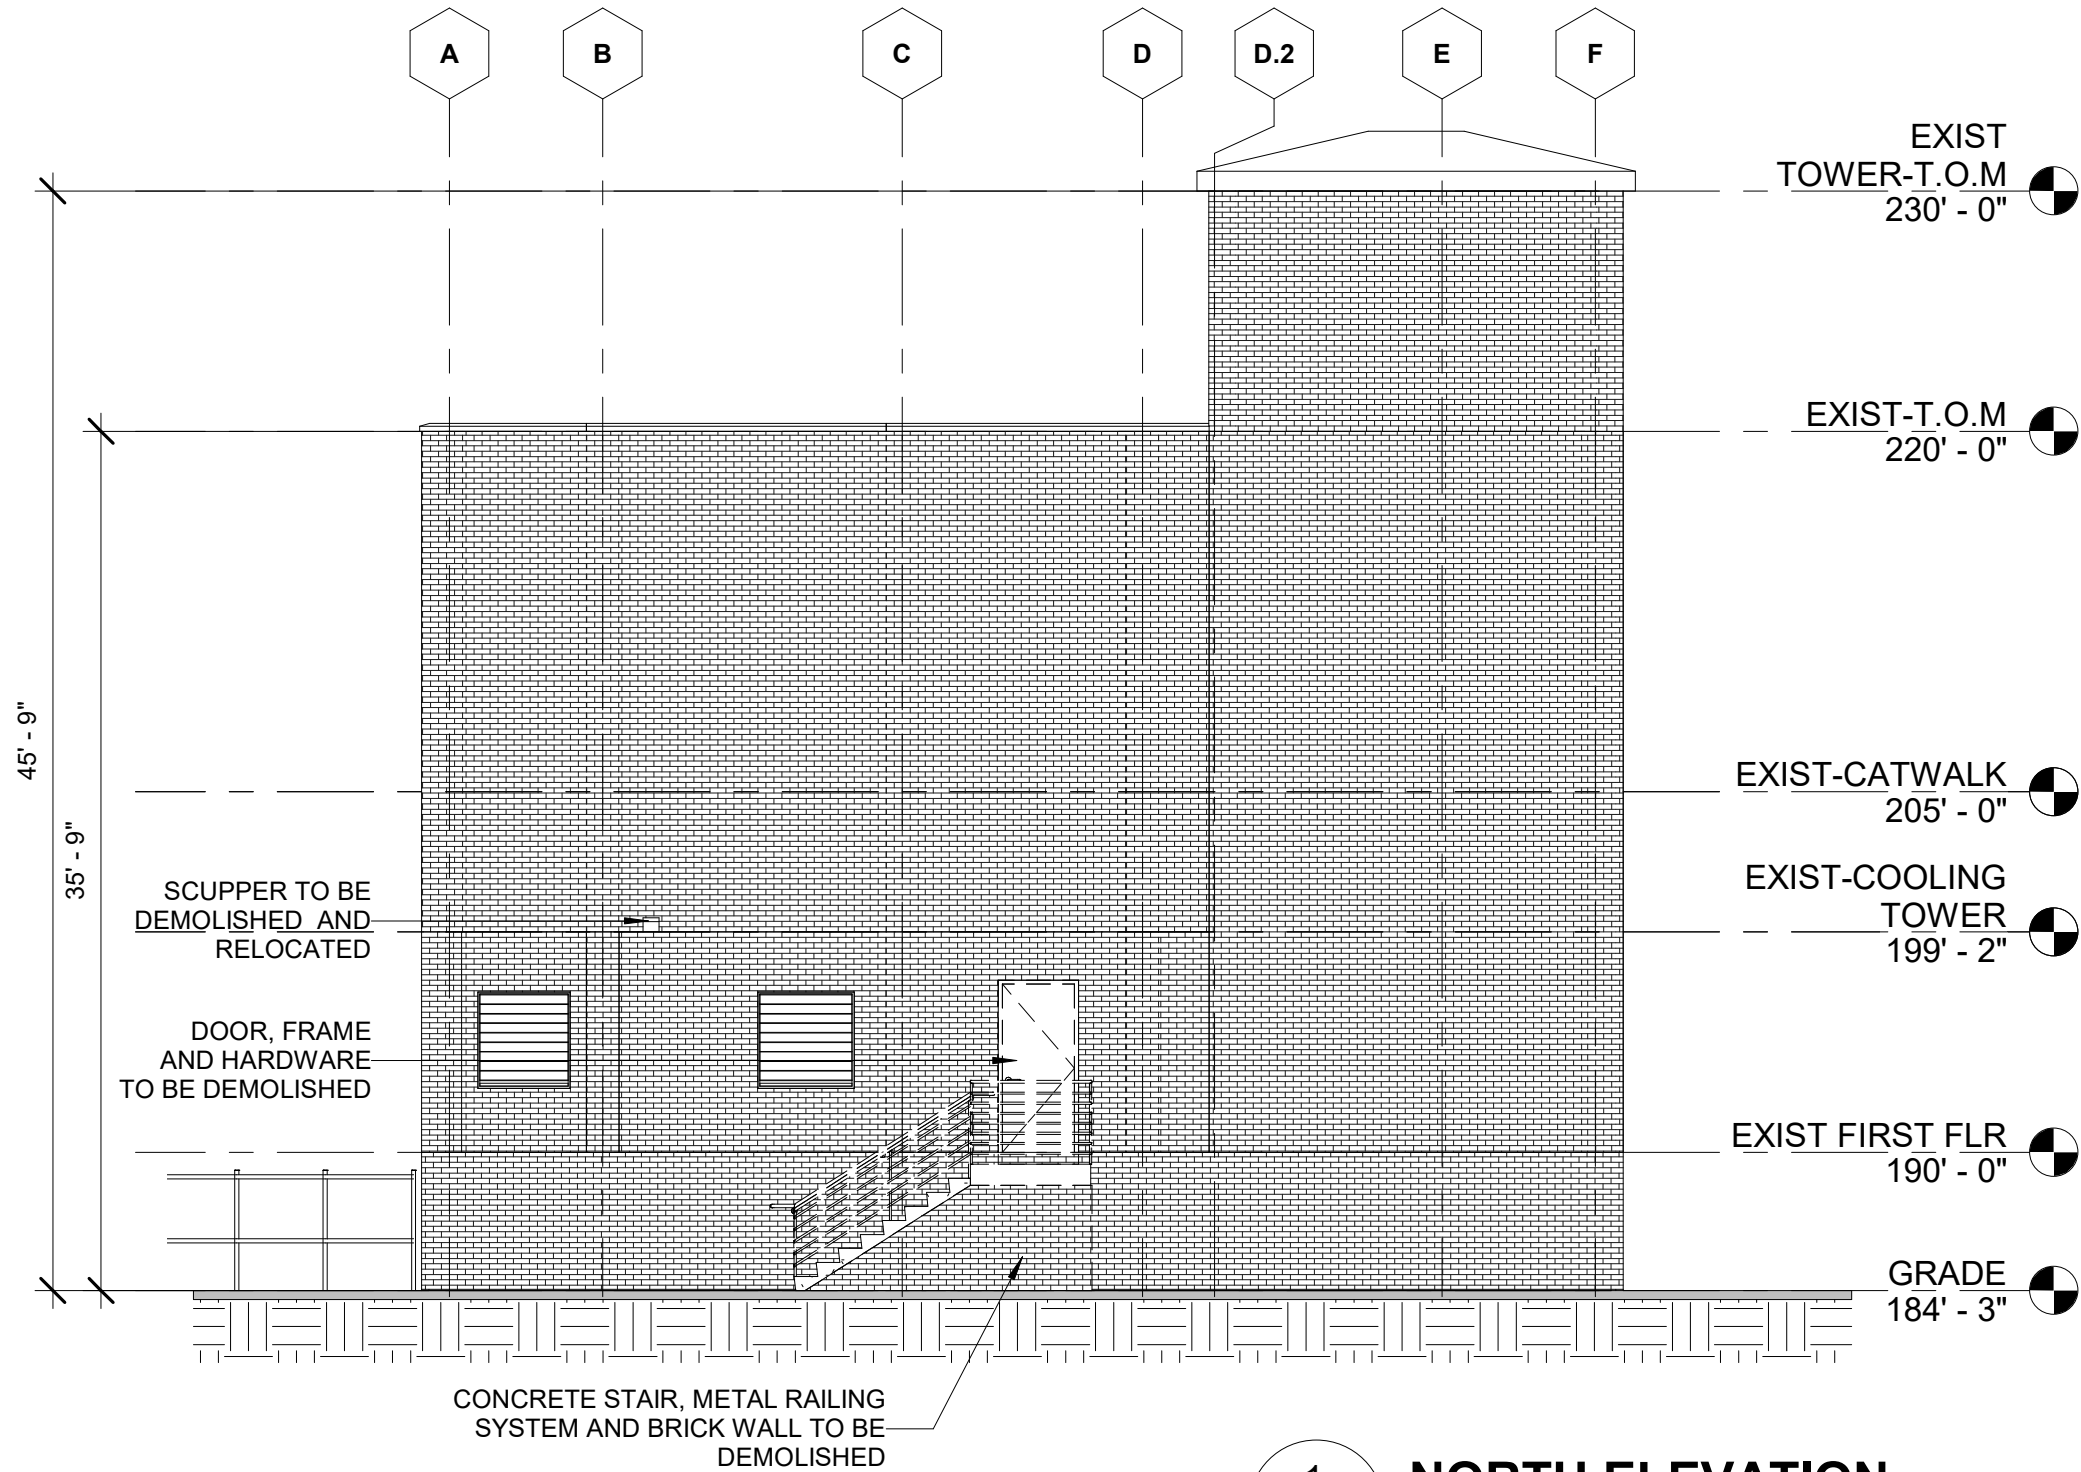 A
B
C
D
D.2
E
F
EXIST
TOWER-T.O.M
230' - 0"
EXIST-T.O.M
220' - 0"
EXIST-CATWALK
205' - 0"
EXIST-COOLING
TOWER
199' - 2"
EXIST FIRST FLR
190' - 0"
GRADE
184' - 3"
45' - 9"
35' - 9"
SCUPPER TO BE
DEMOLISHED AND
RELOCATED
DOOR, FRAME
AND HARDWARE
TO BE DEMOLISHED
CONCRETE STAIR, METAL RAILING
SYSTEM AND BRICK WALL TO BE
DEMOLISHED
1
NORTH ELEVATION